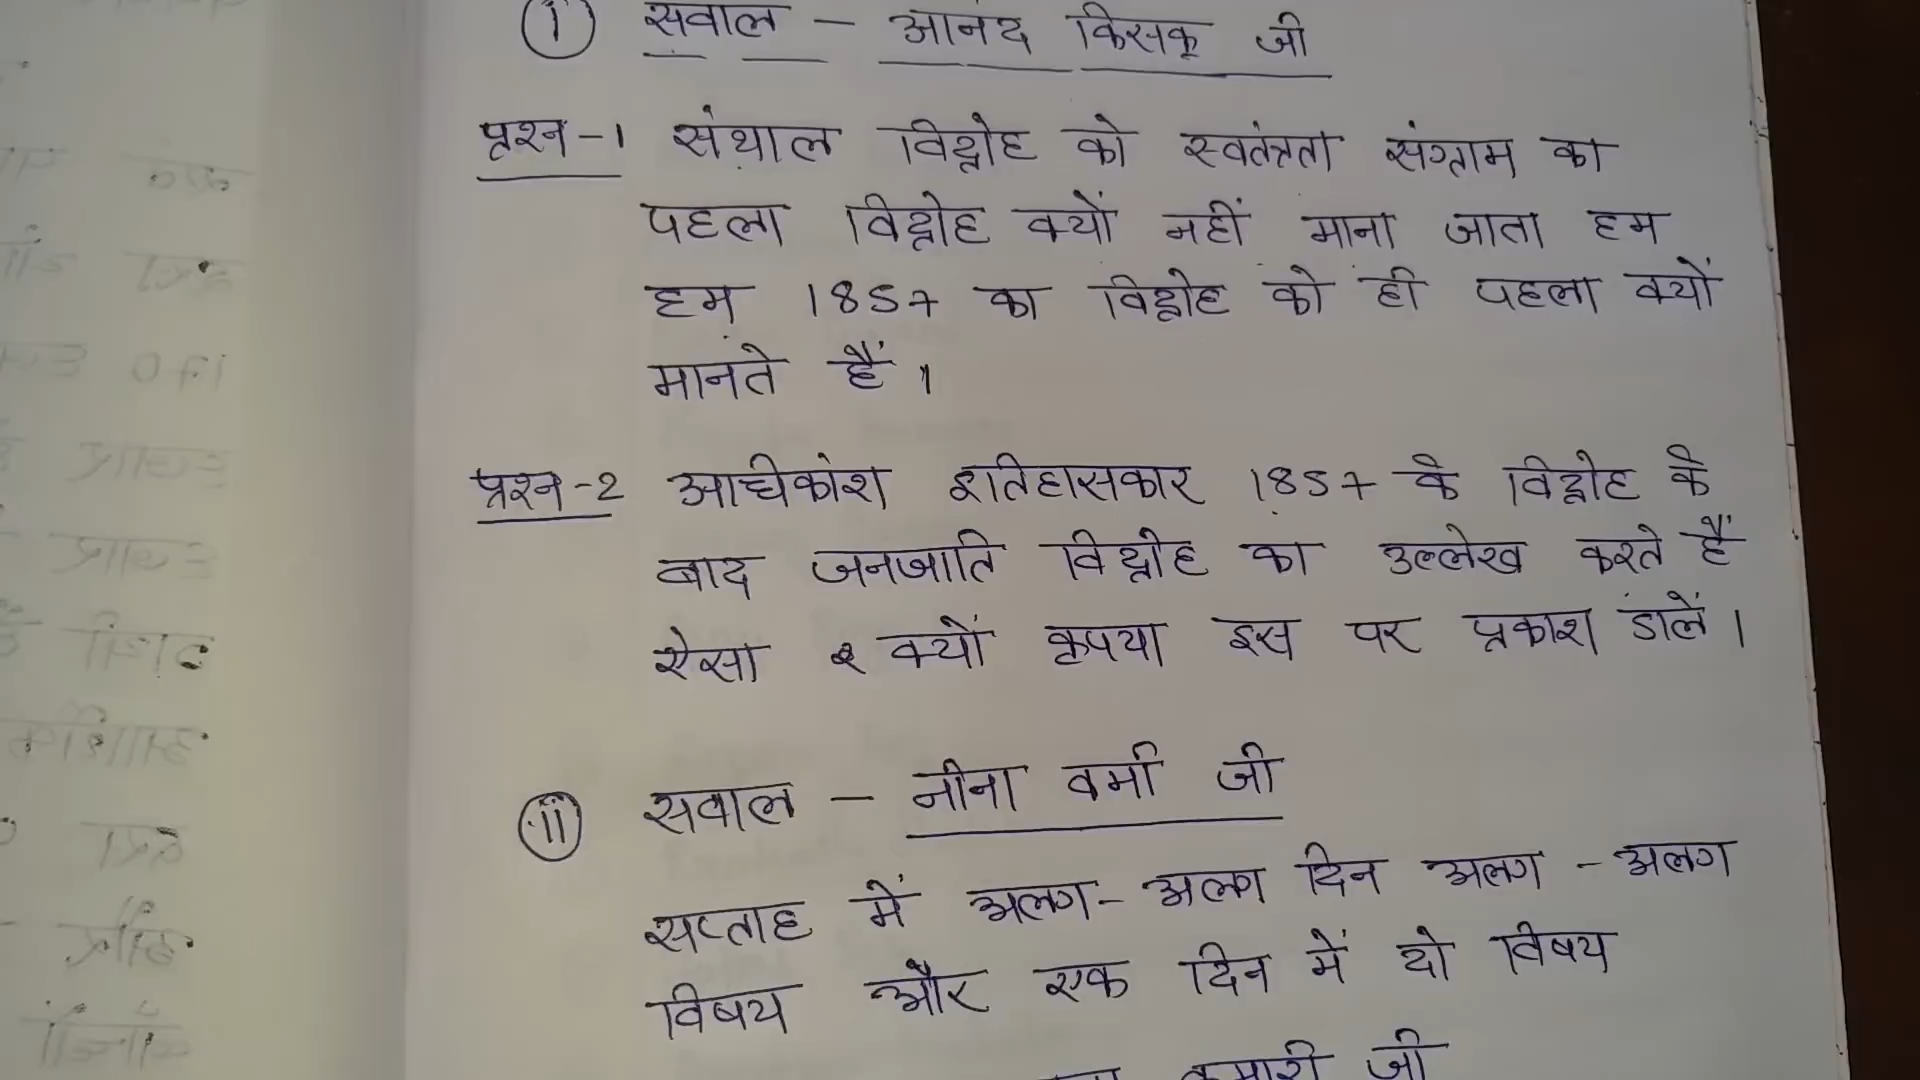 (i) सवाल – आनंद किसकू जी
प्रश्न-1 संथाल विद्रोह को स्वतंत्रता संग्राम का
पहला विद्रोह क्यों नहीं माना जाता हम
हम 1857 का विद्रोह को ही पहला क्यों
मानते हैं।
प्रश्न-2 अधिकांश इतिहासकार 1857 के विद्रोह के
बाद जनजाति विद्रोह का उल्लेख करते हैं
ऐसा क्यों कृपया इस पर प्रकाश डालें।
(ii) सवाल – नीना वर्मा जी
सप्ताह में अलग-अलग दिन अलग-अलग
विषय और एक दिन में दो विषय
कुमारी जी